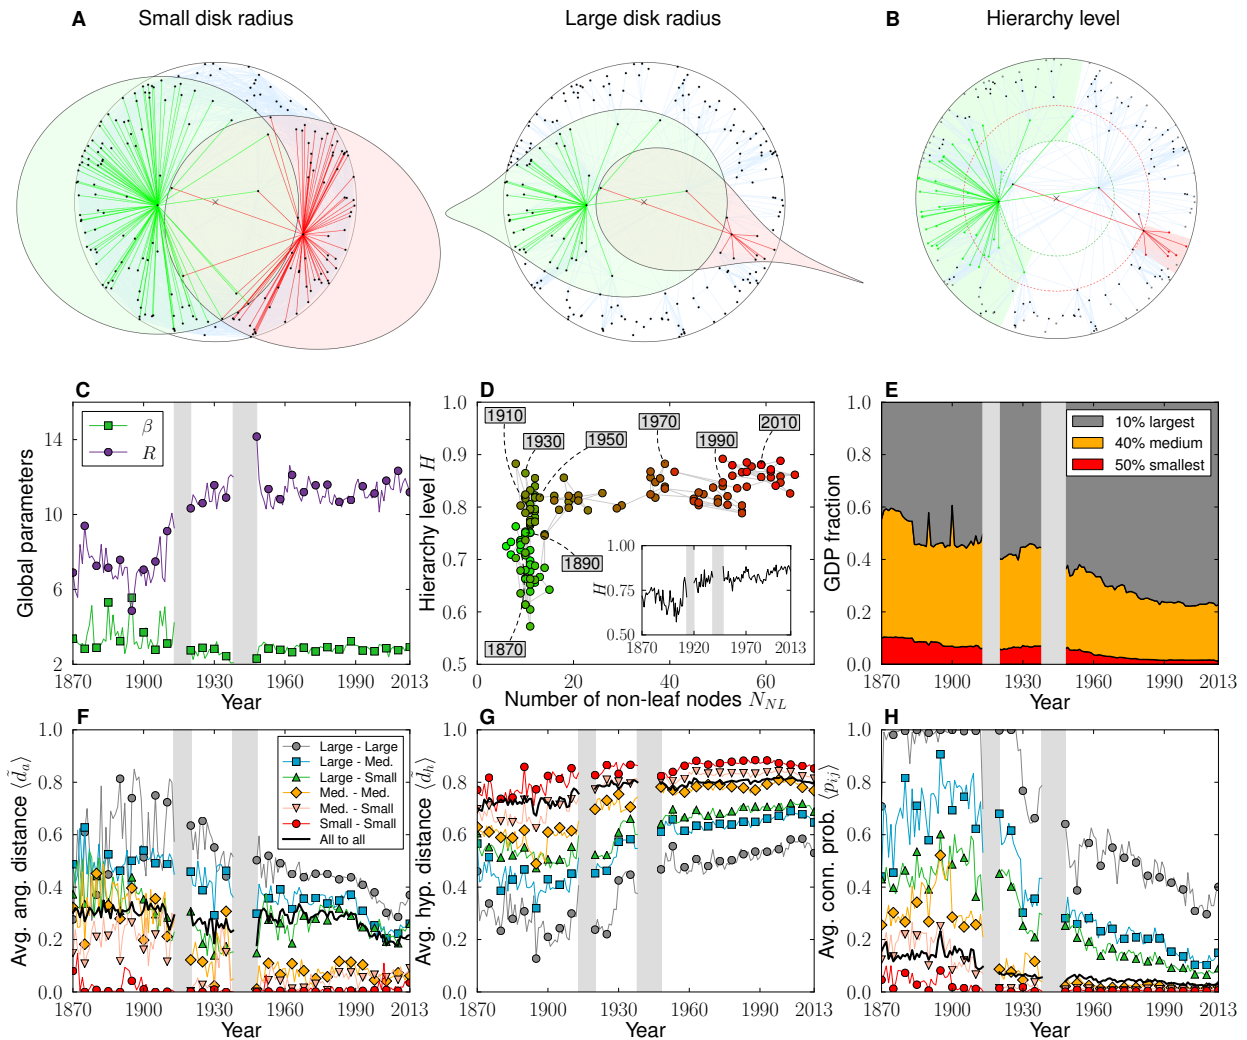 A Small disk radius
Large disk radius
B Hierarchy level
C
β
R
14
10
6
2
Global parameters
1870 1900 1930 1960 1990 2013
Year
D
1910
1930
1950
1970
1990
2010
1890
1870
1.0
0.9
0.8
0.7
0.6
0.5
Hierarchy level H
1.00
0.75
0.50
H
1870 1920 1970 2013
0 20 40 60
Number of non-leaf nodes N_NL
E
10% largest
40% medium
50% smallest
1.0
0.8
0.6
0.4
0.2
0.0
GDP fraction
1870 1900 1930 1960 1990 2013
Year
F
Large - Large
Large - Med.
Large - Small
Med. - Med.
Med. - Small
Small - Small
All to all
1.0
0.8
0.6
0.4
0.2
0.0
Avg. ang. distance ⟨d̃_a⟩
1870 1900 1930 1960 1990 2013
Year
G
1.0
0.8
0.6
0.4
0.2
0.0
Avg. hyp. distance ⟨d̃_h⟩
1870 1900 1930 1960 1990 2013
Year
H
1.0
0.8
0.6
0.4
0.2
0.0
Avg. conn. prob. ⟨p_ij⟩
1870 1900 1930 1960 1990 2013
Year